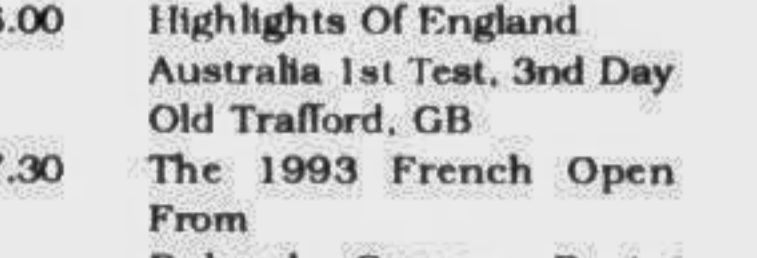 .00 Highlights Of England
Australia 1st Test, 3nd Day
Old Trafford, GB
.30 The 1993 French Open
From